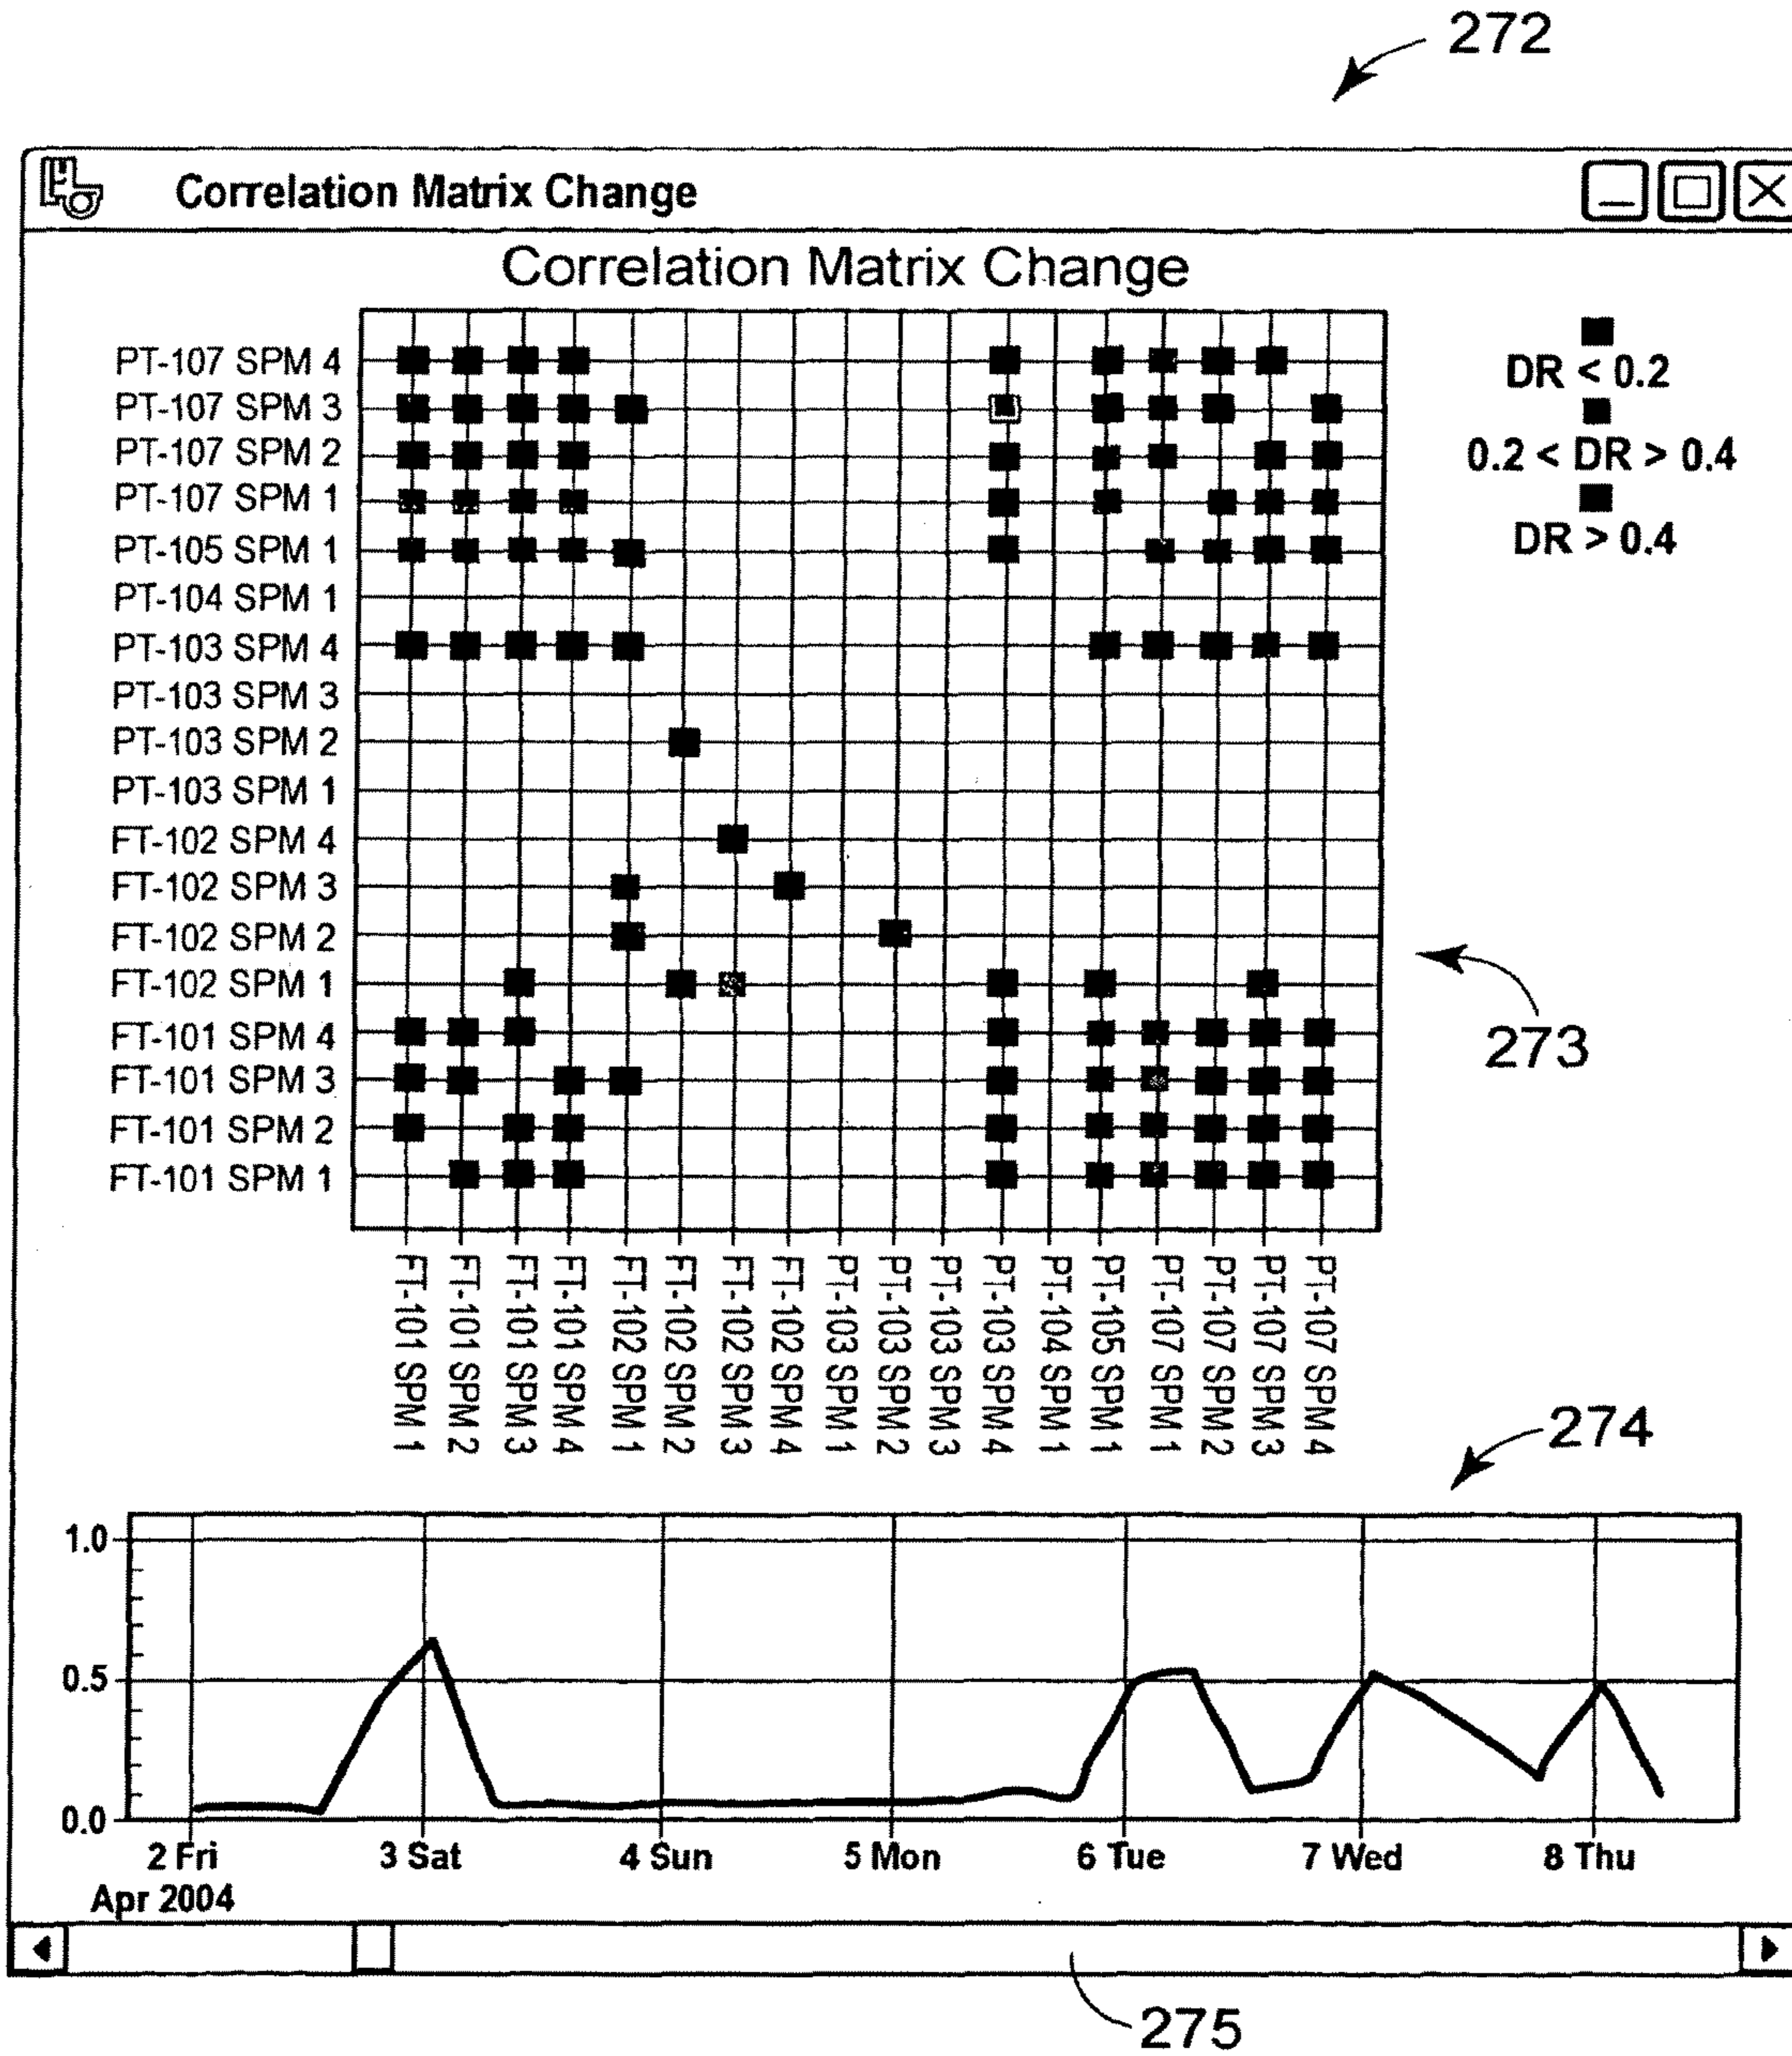 272
Correlation Matrix Change
Correlation Matrix Change
PT-107 SPM 4
PT-107 SPM 3
PT-107 SPM 2
PT-107 SPM 1
PT-105 SPM 1
PT-104 SPM 1
PT-103 SPM 4
PT-103 SPM 3
PT-103 SPM 2
PT-103 SPM 1
FT-102 SPM 4
FT-102 SPM 3
FT-102 SPM 2
FT-102 SPM 1
FT-101 SPM 4
FT-101 SPM 3
FT-101 SPM 2
FT-101 SPM 1
DR < 0.2
0.2 < DR > 0.4
DR > 0.4
273
FT-101 SPM 1
FT-101 SPM 2
FT-101 SPM 3
FT-101 SPM 4
FT-102 SPM 1
FT-102 SPM 2
FT-102 SPM 3
FT-102 SPM 4
PT-103 SPM 1
PT-103 SPM 2
PT-103 SPM 3
PT-103 SPM 4
PT-104 SPM 1
PT-105 SPM 1
PT-107 SPM 1
PT-107 SPM 2
PT-107 SPM 3
PT-107 SPM 4
274
1.0
0.5
0.0
2 Fri 3 Sat 4 Sun 5 Mon 6 Tue 7 Wed 8 Thu
Apr 2004
275